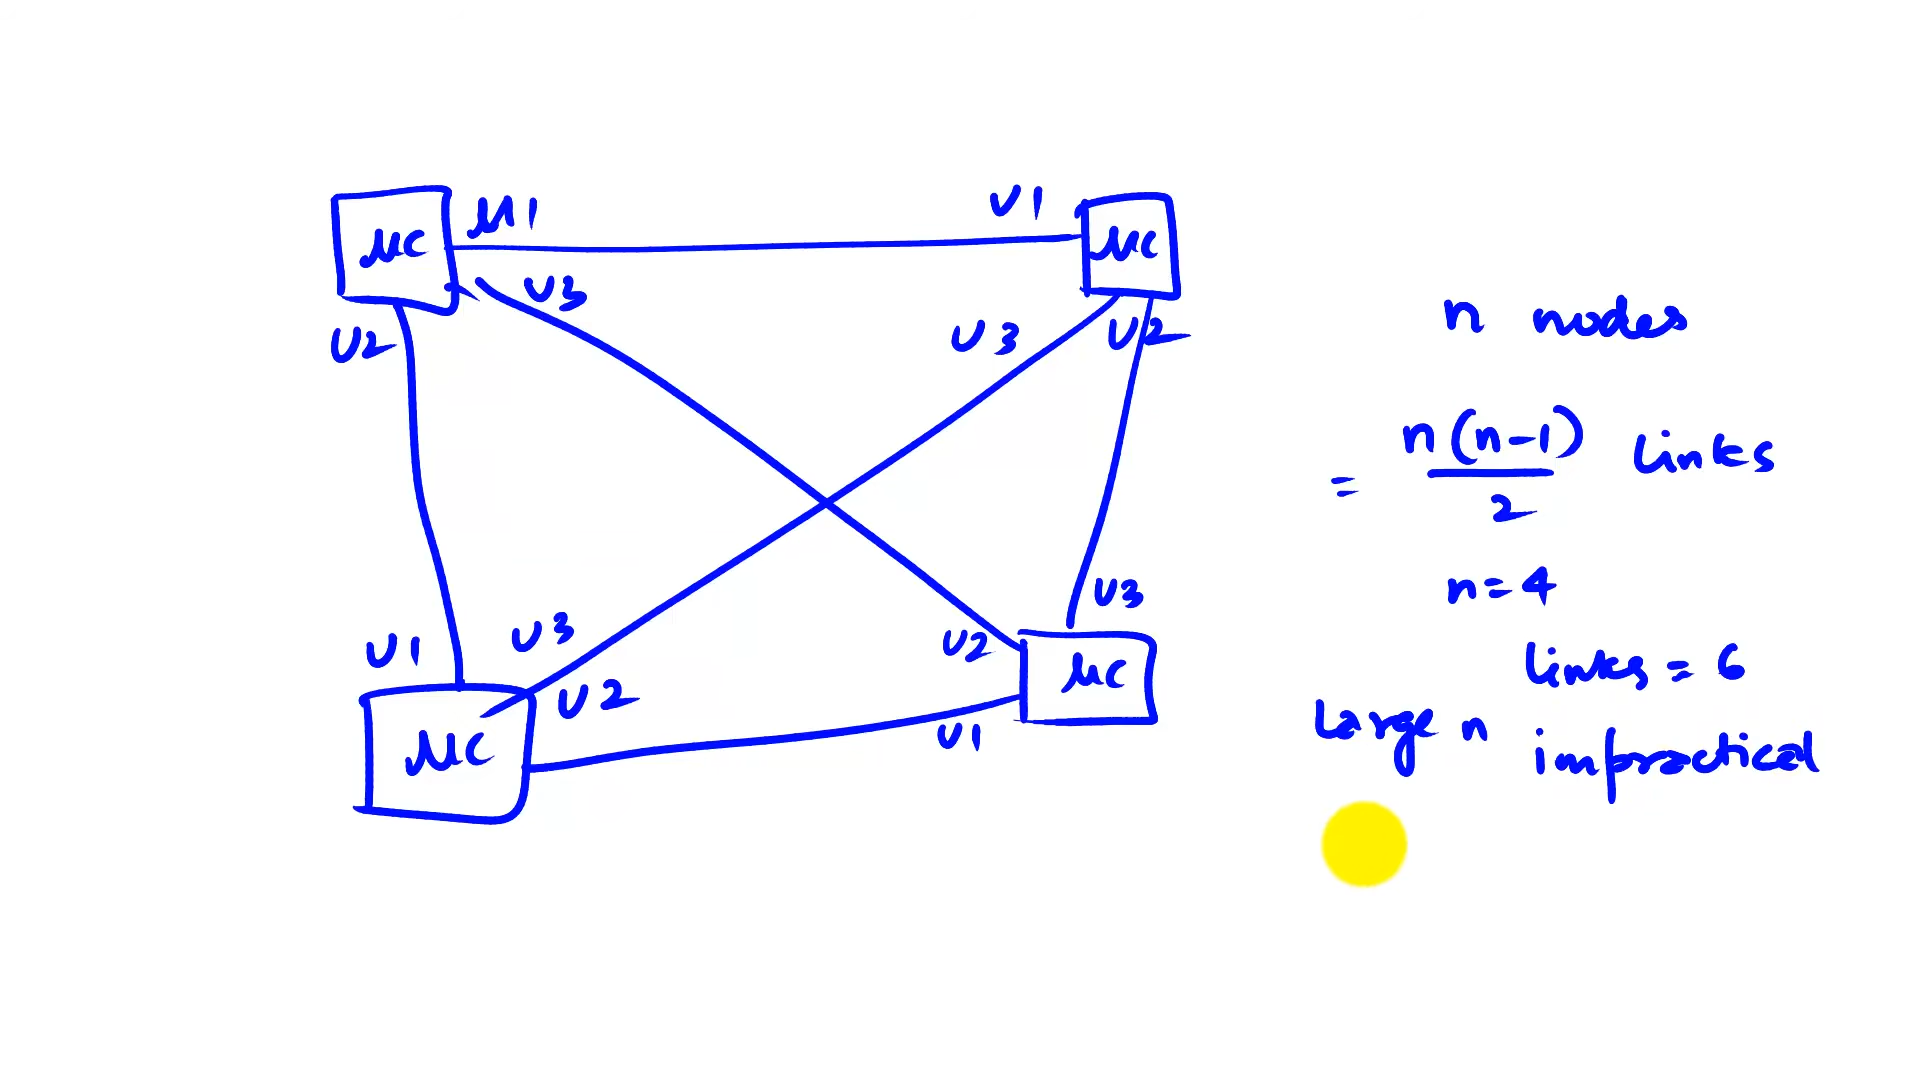 μC
μ1
U1
μC
U3
U2
U3
U2
n nodes
= n(n-1)/2 links
n=4
U3
U1
U3
U2
links = 6
μC
U2
μC
U1
Large n impractical